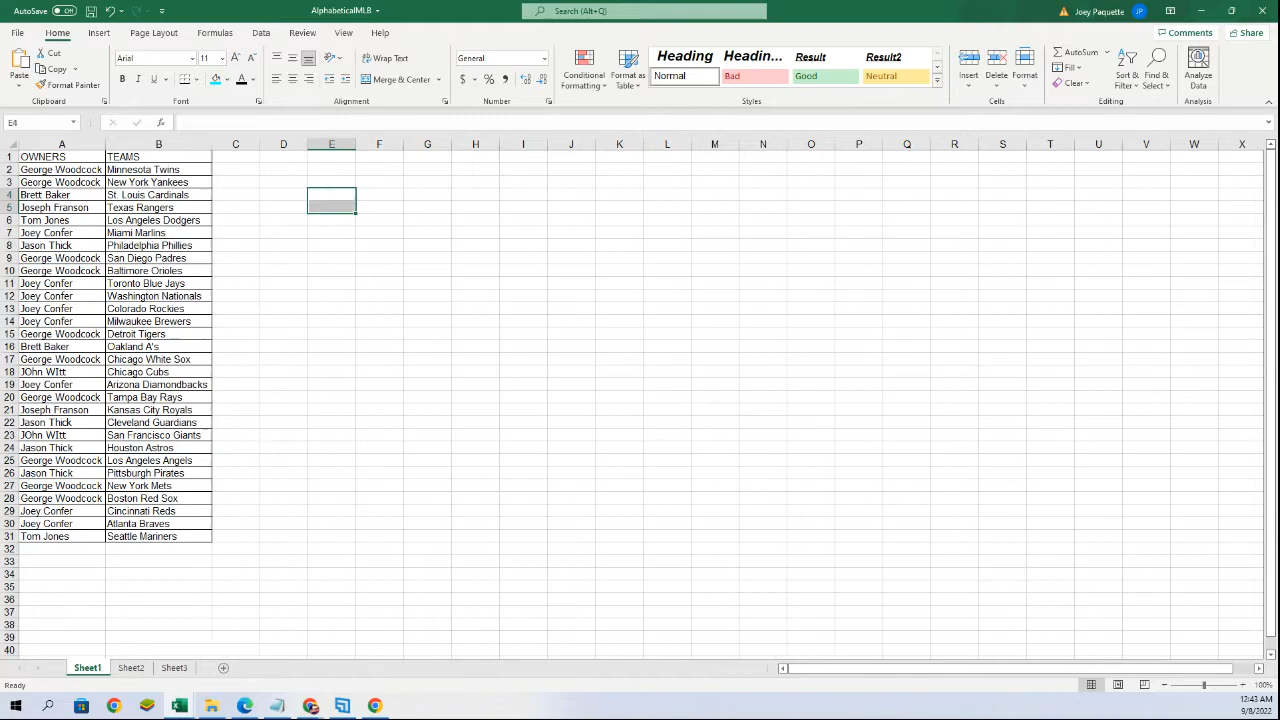 AutoSave Off AlphabeticalMLB Search (Alt+Q) Joey Paquette JP
File Home Insert Page Layout Formulas Data Review View Help Comments Share
Paste Cut Copy Format Painter Clipboard
Arial 11 B I U A Font
Wrap Text Merge & Center Alignment
General $ % Number
Conditional Formatting Format as Table
Heading Headin... Result Result2
Normal Bad Good Neutral
Styles
Insert Delete Format Cells
AutoSum Fill Clear Sort & Filter Find & Select Editing
Analyze Data Analysis
E4 fx
A B C D E F G H I J K L M N O P Q R S T U V W X
1 OWNERS TEAMS
2 George Woodcock Minnesota Twins
3 George Woodcock New York Yankees
4 Brett Baker St. Louis Cardinals
5 Joseph Franson Texas Rangers
6 Tom Jones Los Angeles Dodgers
7 Joey Confer Miami Marlins
8 Jason Thick Philadelphia Phillies
9 George Woodcock San Diego Padres
10 George Woodcock Baltimore Orioles
11 Joey Confer Toronto Blue Jays
12 Joey Confer Washington Nationals
13 Joey Confer Colorado Rockies
14 Joey Confer Milwaukee Brewers
15 George Woodcock Detroit Tigers
16 Brett Baker Oakland A's
17 George Woodcock Chicago White Sox
18 JOhn WItt Chicago Cubs
19 Joey Confer Arizona Diamondbacks
20 George Woodcock Tampa Bay Rays
21 Joseph Franson Kansas City Royals
22 Jason Thick Cleveland Guardians
23 JOhn WItt San Francisco Giants
24 Jason Thick Houston Astros
25 George Woodcock Los Angeles Angels
26 Jason Thick Pittsburgh Pirates
27 George Woodcock New York Mets
28 George Woodcock Boston Red Sox
29 Joey Confer Cincinnati Reds
30 Joey Confer Atlanta Braves
31 Tom Jones Seattle Mariners
32
33
34
35
36
37
38
39
40
Sheet1 Sheet2 Sheet3
Ready 100%
12:43 AM
9/8/2022